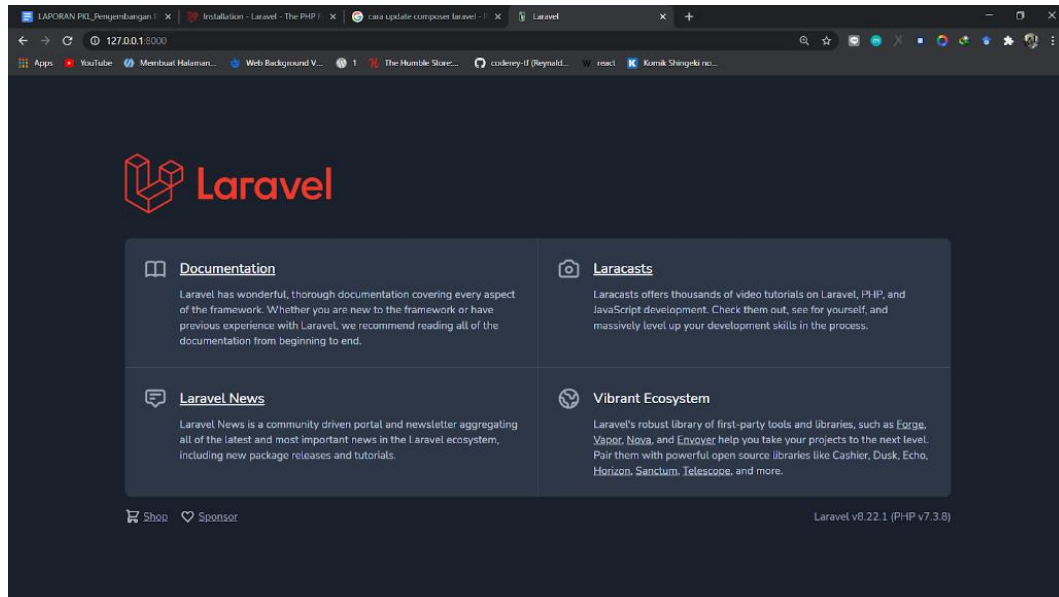 LAPORAN PKL_Pengembangan
Installation - Laravel - The PHP
cara update composer laravel -
Laravel
127.0.0.1:8000
Apps
YouTube
Membuat Halaman...
Web Background V...
1
The Humble Store:...
coderey-tf (Reynald...
react
Komik Shingeki no...
Laravel
Documentation
Laravel has wonderful, thorough documentation covering every aspect
of the framework. Whether you are new to the framework or have
previous experience with Laravel, we recommend reading all of the
documentation from beginning to end.
Laracasts
Laracasts offers thousands of video tutorials on Laravel, PHP, and
JavaScript development. Check them out, see for yourself, and
massively level up your development skills in the process.
Laravel News
Laravel News is a community driven portal and newsletter aggregating
all of the latest and most important news in the Laravel ecosystem,
including new package releases and tutorials.
Vibrant Ecosystem
Laravel's robust library of first-party tools and libraries, such as Forge,
Vapor, Nova, and Envoyer help you take your projects to the next level.
Pair them with powerful open source libraries like Cashier, Dusk, Echo,
Horizon, Sanctum, Telescope, and more.
Shop
Sponsor
Laravel v8.22.1 (PHP v7.3.8)